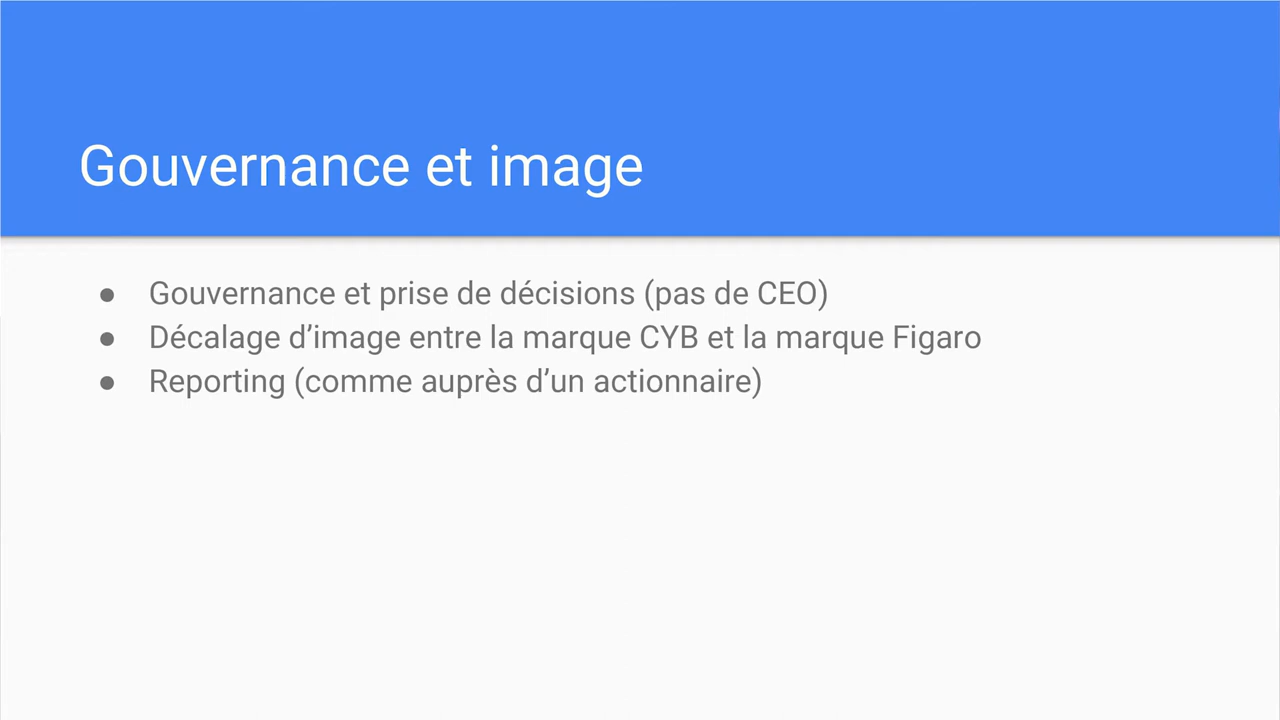 Gouvernance et image
● Gouvernance et prise de décisions (pas de CEO)
● Décalage d’image entre la marque CYB et la marque Figaro
● Reporting (comme auprès d’un actionnaire)